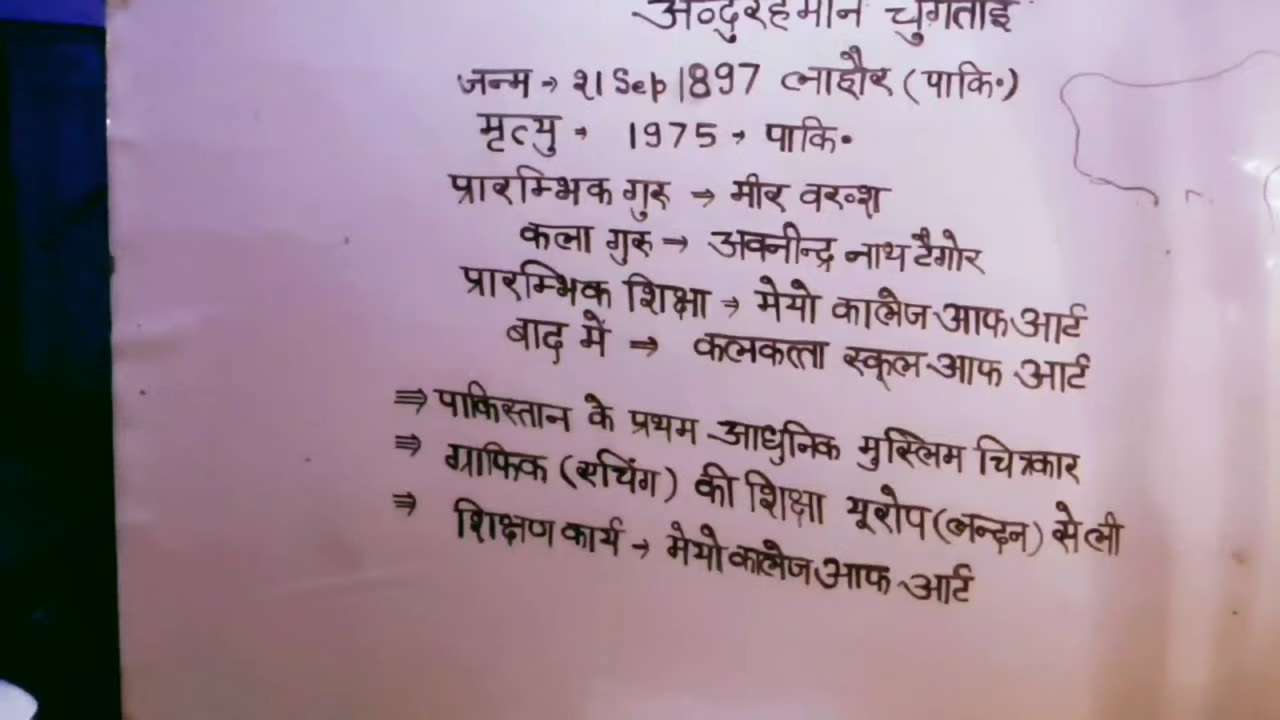 अब्दुरहमान चुगताई
जन्म → 21 Sep 1897 लाहौर (पाकि॰)
मृत्यु → 1975 → पाकि॰
प्रारम्भिक गुरु → मीर वख्श
कला गुरु → अवनीन्द्र नाथ टैगोर
प्रारम्भिक शिक्षा → मेयो कालेज आफ आर्ट
बाद में ⇒ कलकत्ता स्कूल आफ आर्ट
⇛ पाकिस्तान के प्रथम आधुनिक मुस्लिम चित्रकार
⇛ ग्राफिक (एचिंग) की शिक्षा यूरोप (लन्दन) से ली
⇛ शिक्षण कार्य → मेयो कालेज आफ आर्ट